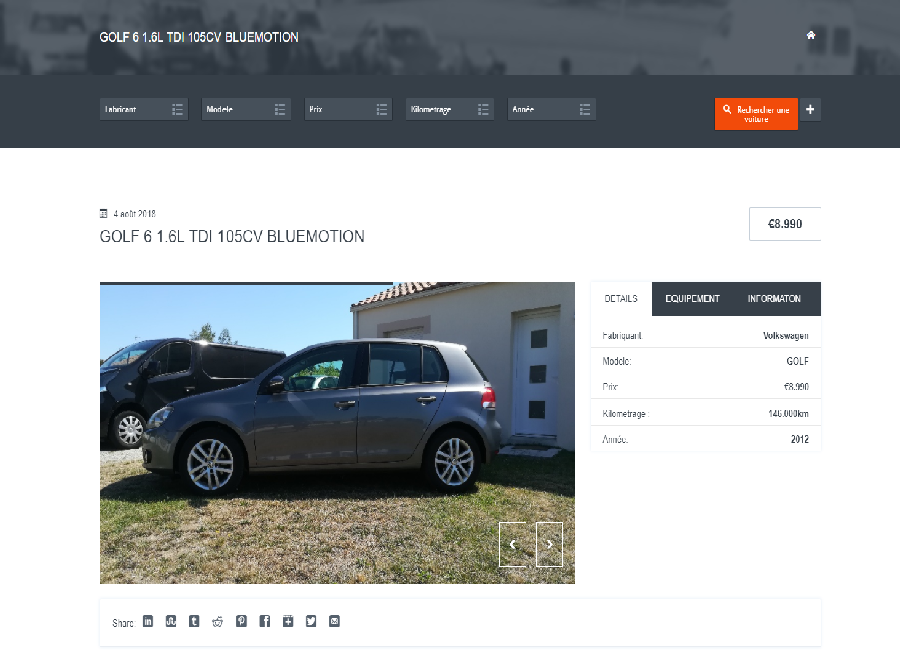 GOLF 6 1.6L TDI 105CV BLUEMOTION
Fabricant
Modele
Prix
Kilometrage
Année
Rechercher une
voiture
4 août 2018
GOLF 6 1.6L TDI 105CV BLUEMOTION
€8.990
DETAILS
EQUIPEMENT
INFORMATON
Fabriquant
Volkswagen
Modele:
GOLF
Prix:
€8.990
Kilometrage :
146.000km
Année:
2012
Share: